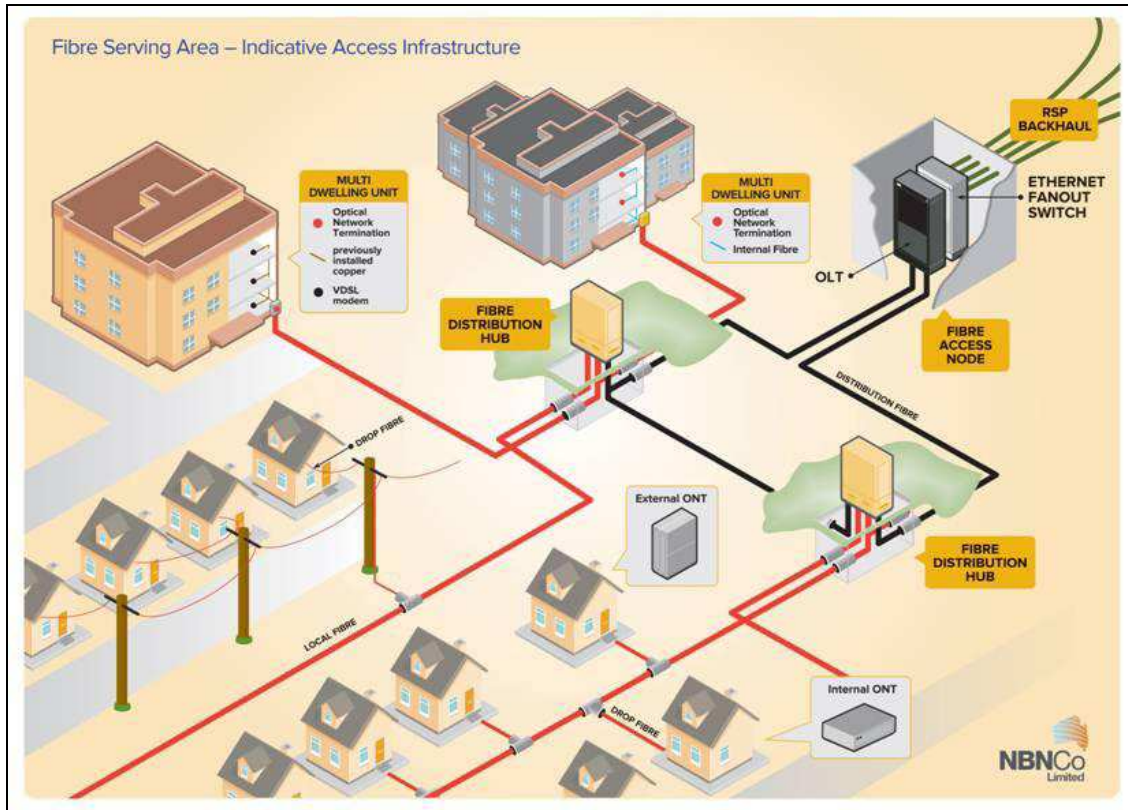 Fibre Serving Area – Indicative Access Infrastructure
RSP
BACKHAUL
ETHERNET
FANOUT
SWITCH
OLT
FIBRE
ACCESS
NODE
MULTI
DWELLING UNIT
Optical
Network
Termination
previously
installed
copper
VDSL
modem
MULTI
DWELLING UNIT
Optical
Network
Termination
Internal Fibre
FIBRE
DISTRIBUTION
HUB
DISTRIBUTION FIBRE
DROP FIBRE
External ONT
FIBRE
DISTRIBUTION
HUB
LOCAL FIBRE
Internal ONT
DROP FIBRE
NBNCo
Limited